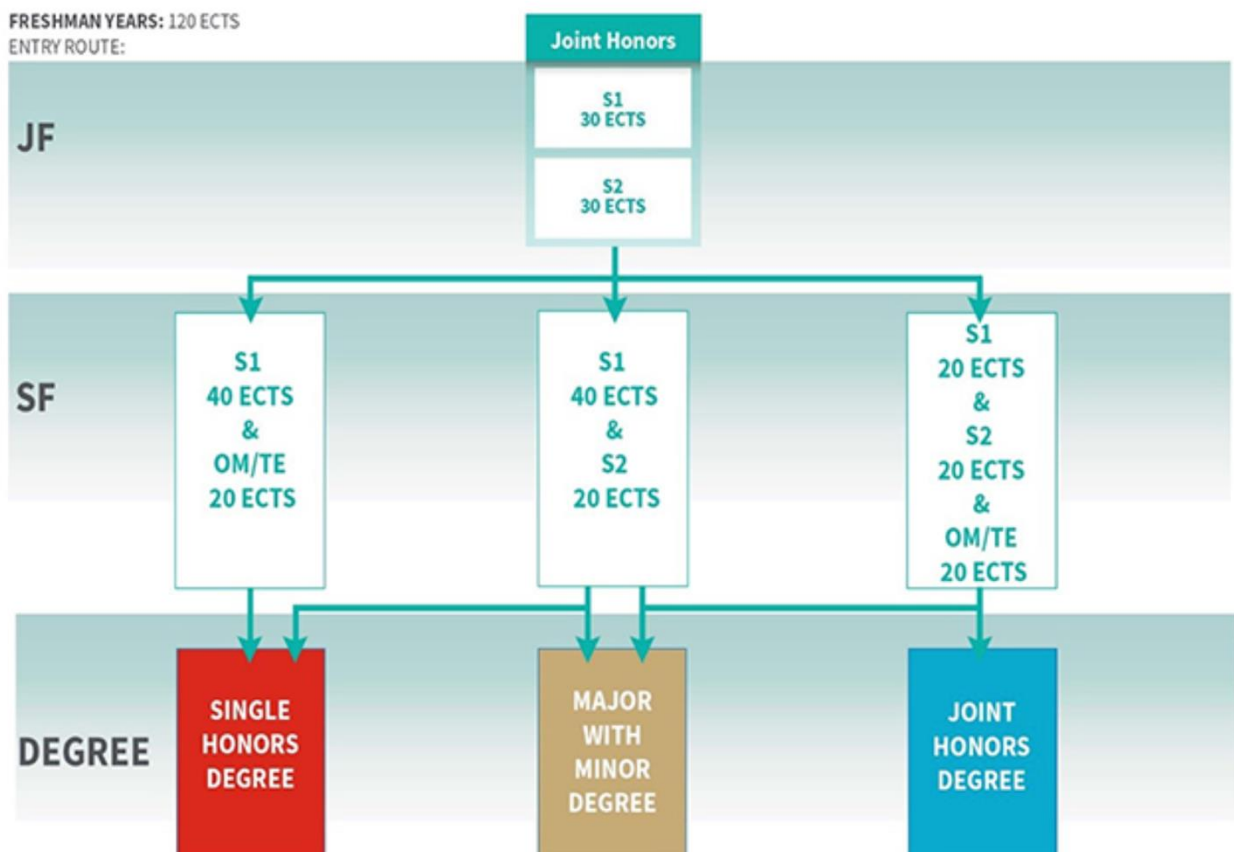 FRESHMAN YEARS: 120 ECTS
ENTRY ROUTE:
Joint Honors
JF
S1
30 ECTS
S2
30 ECTS
SF
S1
40 ECTS
&
OM/TE
20 ECTS
S1
40 ECTS
&
S2
20 ECTS
S1
20 ECTS
&
S2
20 ECTS
&
OM/TE
20 ECTS
DEGREE
SINGLE
HONORS
DEGREE
MAJOR
WITH
MINOR
DEGREE
JOINT
HONORS
DEGREE